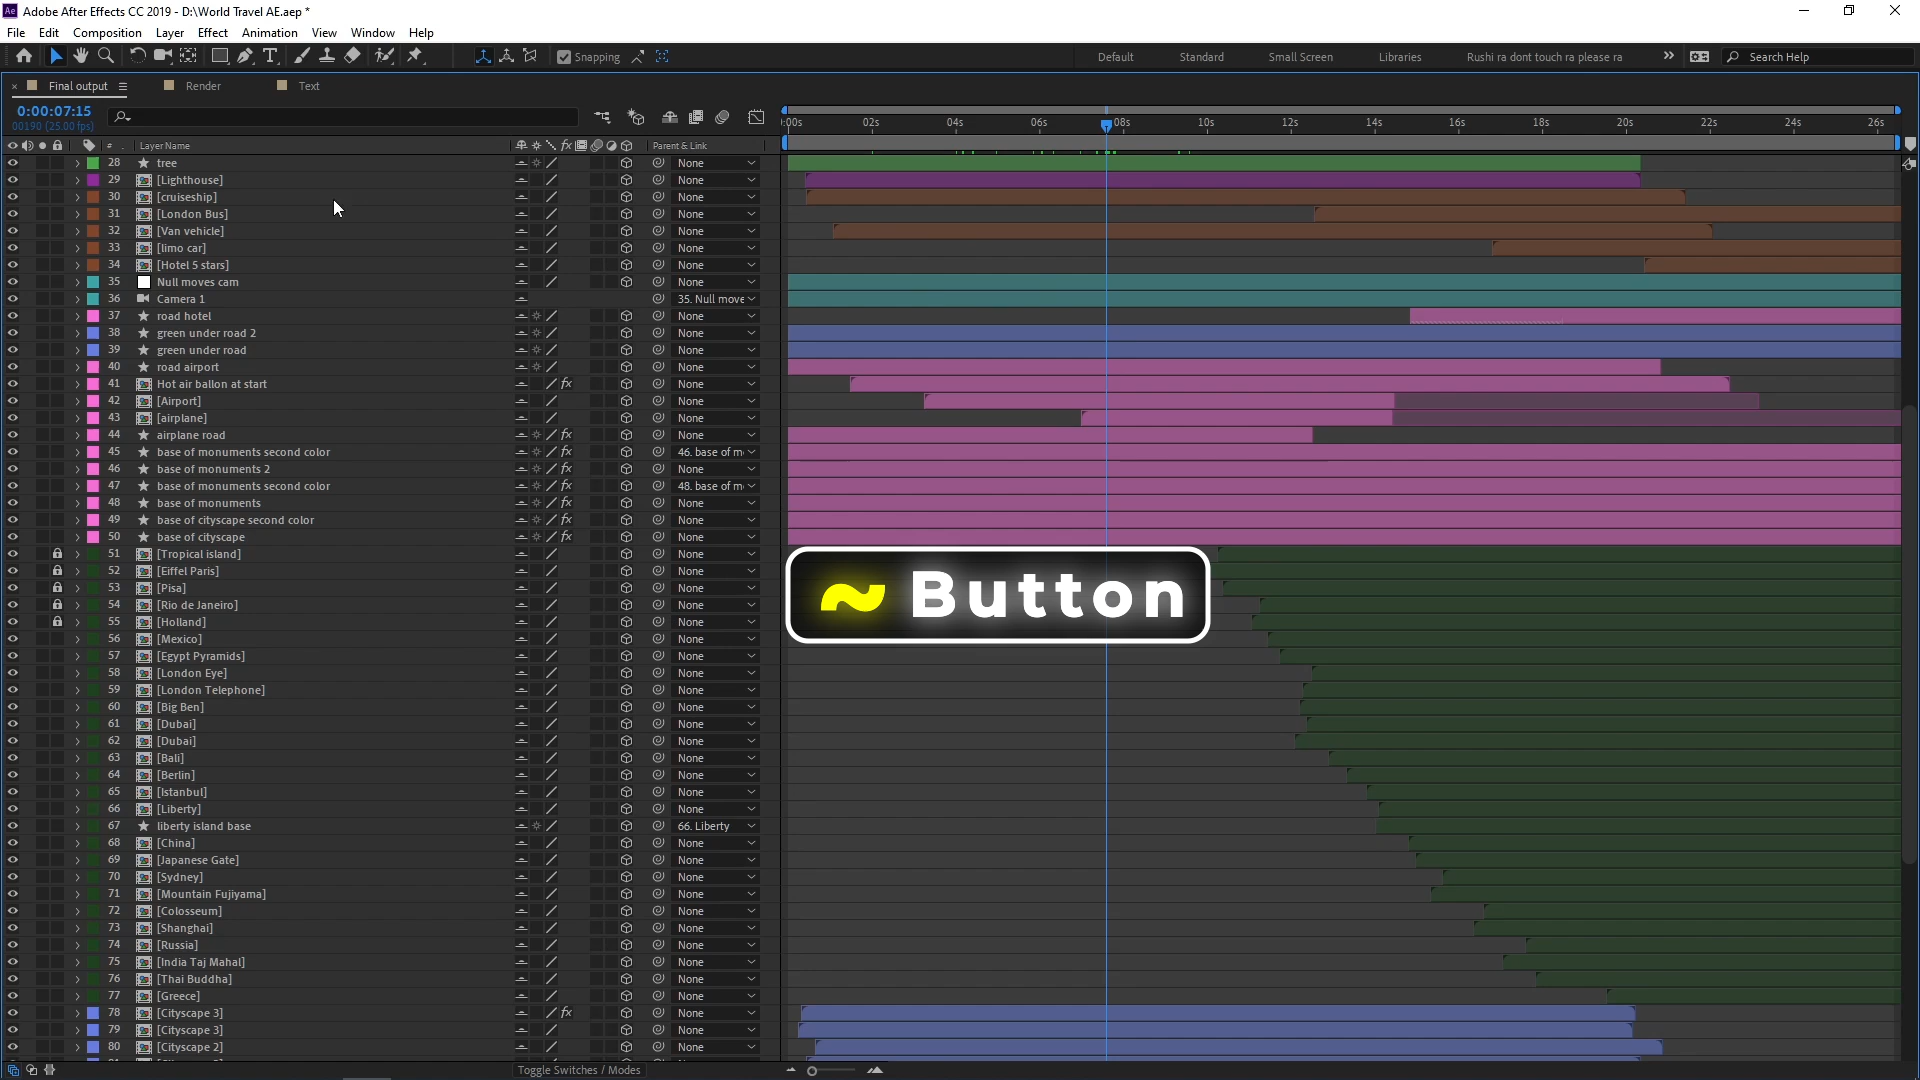 Adobe After Effects CC 2019 - D:\World Travel AE.aep *
File Edit Composition Layer Effect Animation View Window Help
Snapping Default Standard Small Screen Libraries Rushi ra dont touch ra please ra Search Help
Final output Render Text
0:00:07:15
00190 (25.00 fps)
:00s 02s 04s 06s 08s 10s 12s 14s 16s 18s 20s 22s 24s 26s
# Layer Name fx Parent & Link
28 tree None
29 [Lighthouse] None
30 [cruiseship] None
31 [London Bus] None
32 [Van vehicle] None
33 [limo car] None
34 [Hotel 5 stars] None
35 Null moves cam None
36 Camera 1 35. Null move
37 road hotel None
38 green under road 2 None
39 green under road None
40 road airport None
41 Hot air ballon at start fx None
42 [Airport] None
43 [airplane] None
44 airplane road fx None
45 base of monuments second color fx 46. base of m
46 base of monuments 2 fx None
47 base of monuments second color fx 48. base of m
48 base of monuments fx None
49 base of cityscape second color fx None
50 base of cityscape fx None
51 [Tropical island] None
52 [Eiffel Paris] None
53 [Pisa] None
54 [Rio de Janeiro] None
55 [Holland] None
56 [Mexico] None
57 [Egypt Pyramids] None
58 [London Eye] None
59 [London Telephone] None
60 [Big Ben] None
61 [Dubai] None
62 [Dubai] None
63 [Bali] None
64 [Berlin] None
65 [Istanbul] None
66 [Liberty] None
67 liberty island base 66. Liberty
68 [China] None
69 [Japanese Gate] None
70 [Sydney] None
71 [Mountain Fujiyama] None
72 [Colosseum] None
73 [Shanghai] None
74 [Russia] None
75 [India Taj Mahal] None
76 [Thai Buddha] None
77 [Greece] None
78 [Cityscape 3] fx None
79 [Cityscape 3] None
80 [Cityscape 2] None
~ Button
Toggle Switches / Modes